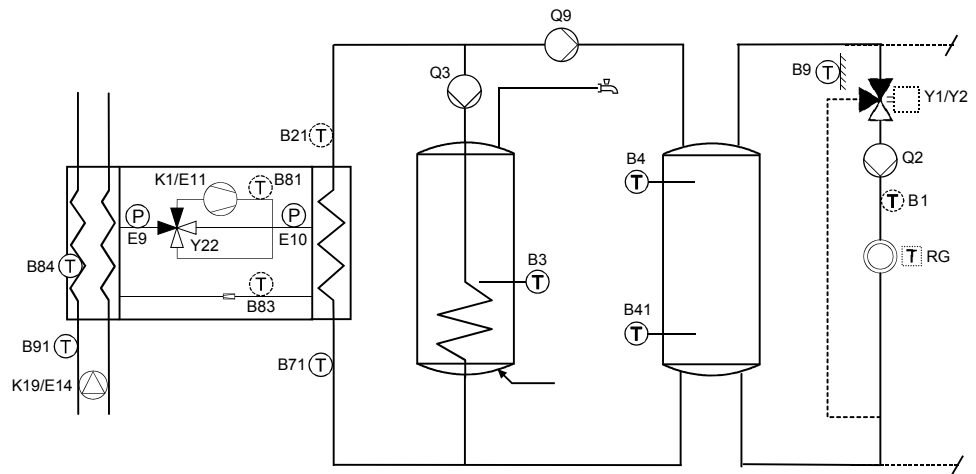 Q9
Q3
B9
T
Y1/Y2
B21
T
B4
T
Q2
K1/E11
T
B81
P
P
T
B1
E9
Y22
E10
B84
T
B3
T
T
RG
T
B83
B41
T
B91
T
B71
T
K19/E14